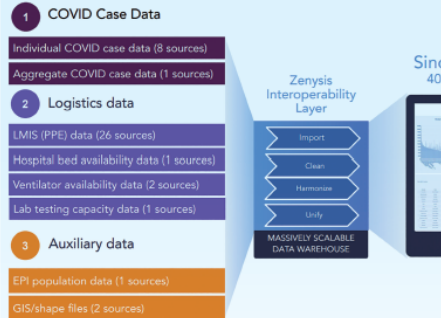 1 COVID Case Data
Individual COVID case data (8 sources)
Aggregate COVID case data (1 sources)
2 Logistics data
LMIS (PPE) data (26 sources)
Hospital bed availability data (1 sources)
Ventilator availability data (2 sources)
Lab testing capacity data (1 sources)
3 Auxiliary data
EPI population data (1 sources)
GIS/shape files (2 sources)
Zenysis
Interoperability
Layer
Import
Clean
Harmonize
Unify
MASSIVELY SCALABLE
DATA WAREHOUSE
Sinc
40